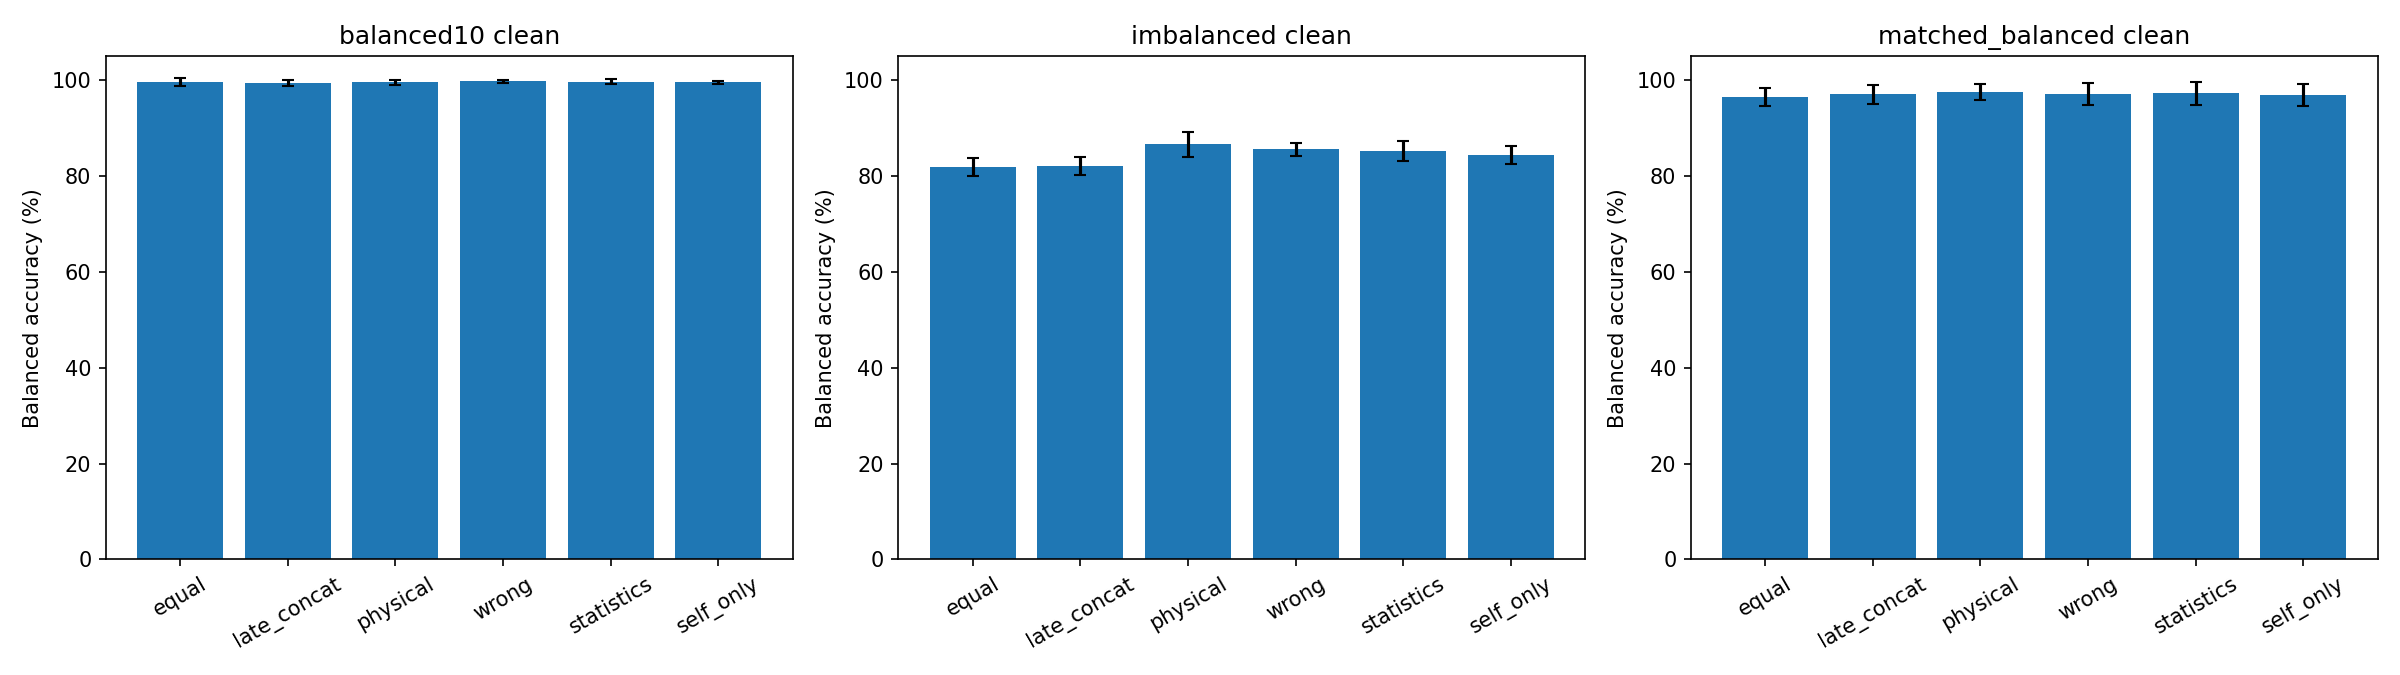 balanced10 clean
Balanced accuracy (%)
100
80
60
40
20
0
equal
late_concat
physical
wrong
statistics
self_only
imbalanced clean
Balanced accuracy (%)
100
80
60
40
20
0
equal
late_concat
physical
wrong
statistics
self_only
matched_balanced clean
Balanced accuracy (%)
100
80
60
40
20
0
equal
late_concat
physical
wrong
statistics
self_only